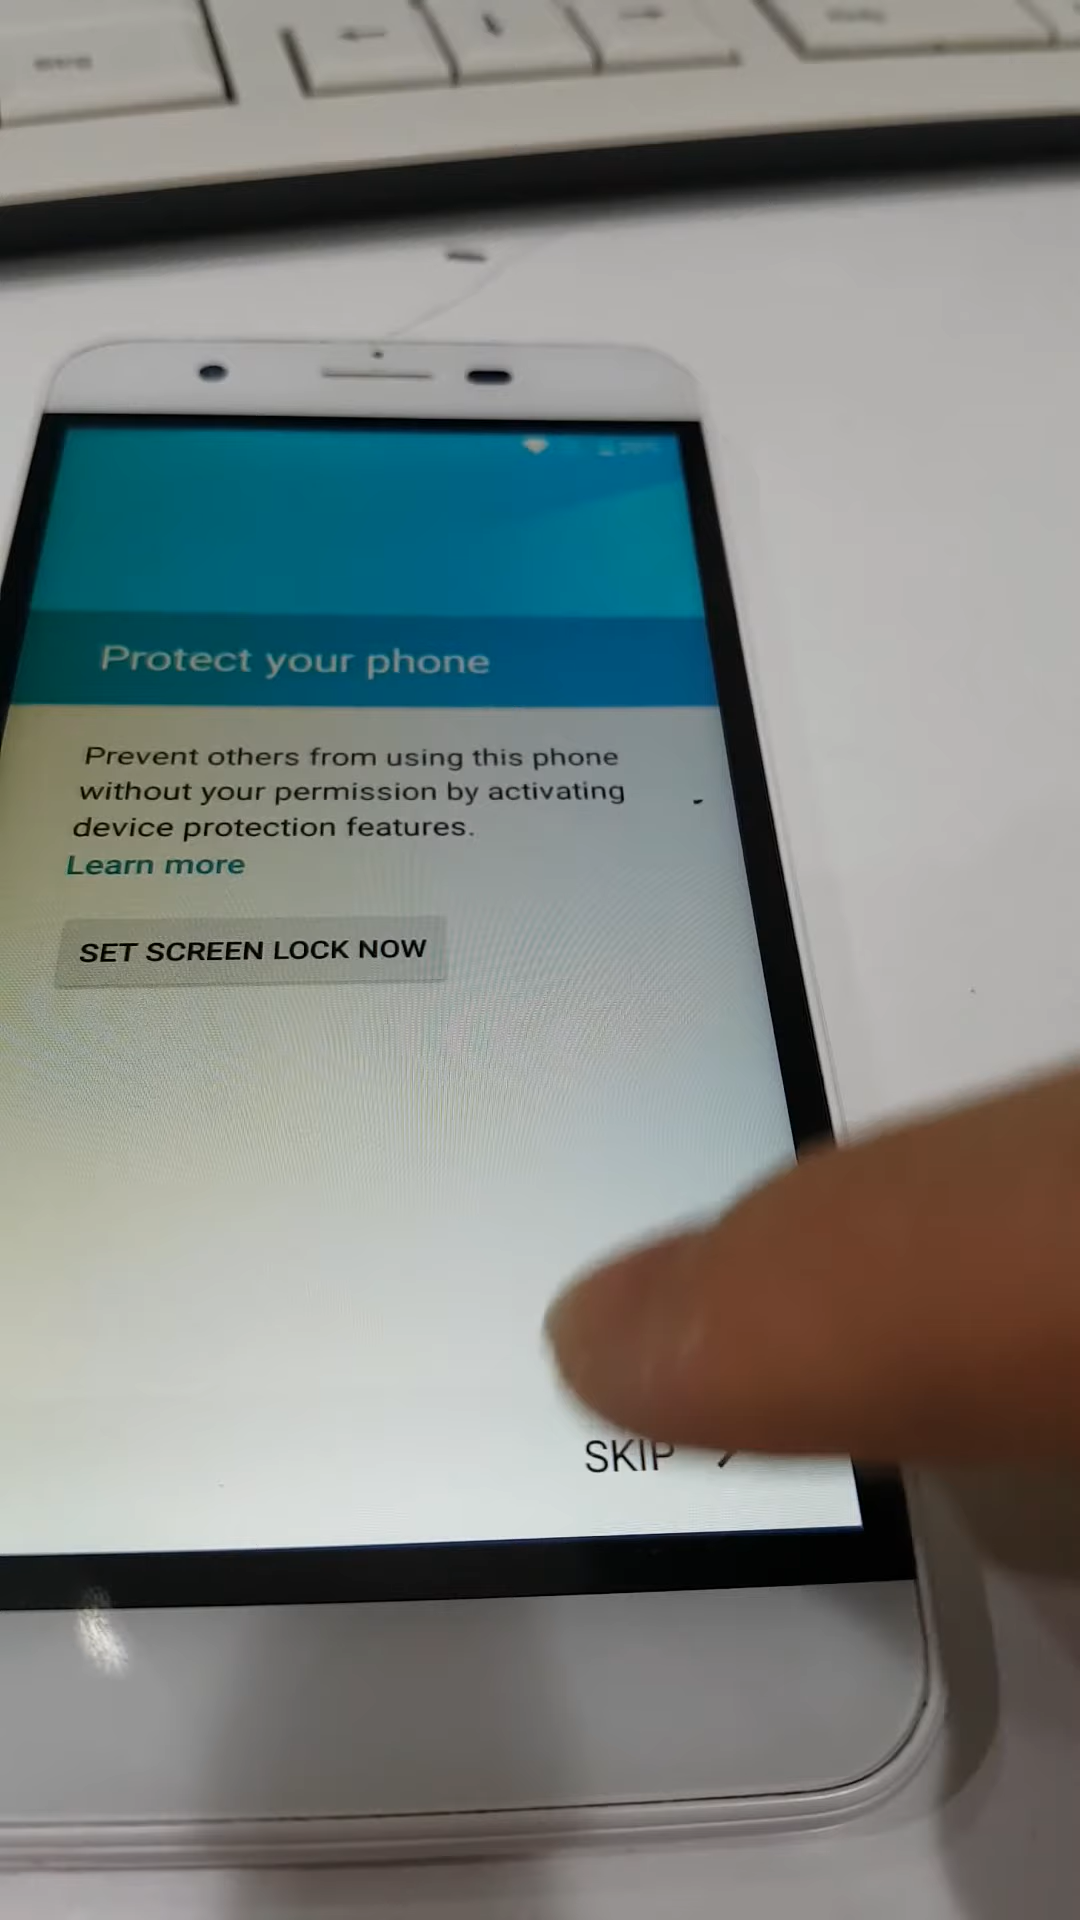 Protect your phone
Prevent others from using this phone
without your permission by activating
device protection features.
Learn more
SET SCREEN LOCK NOW
SKIP